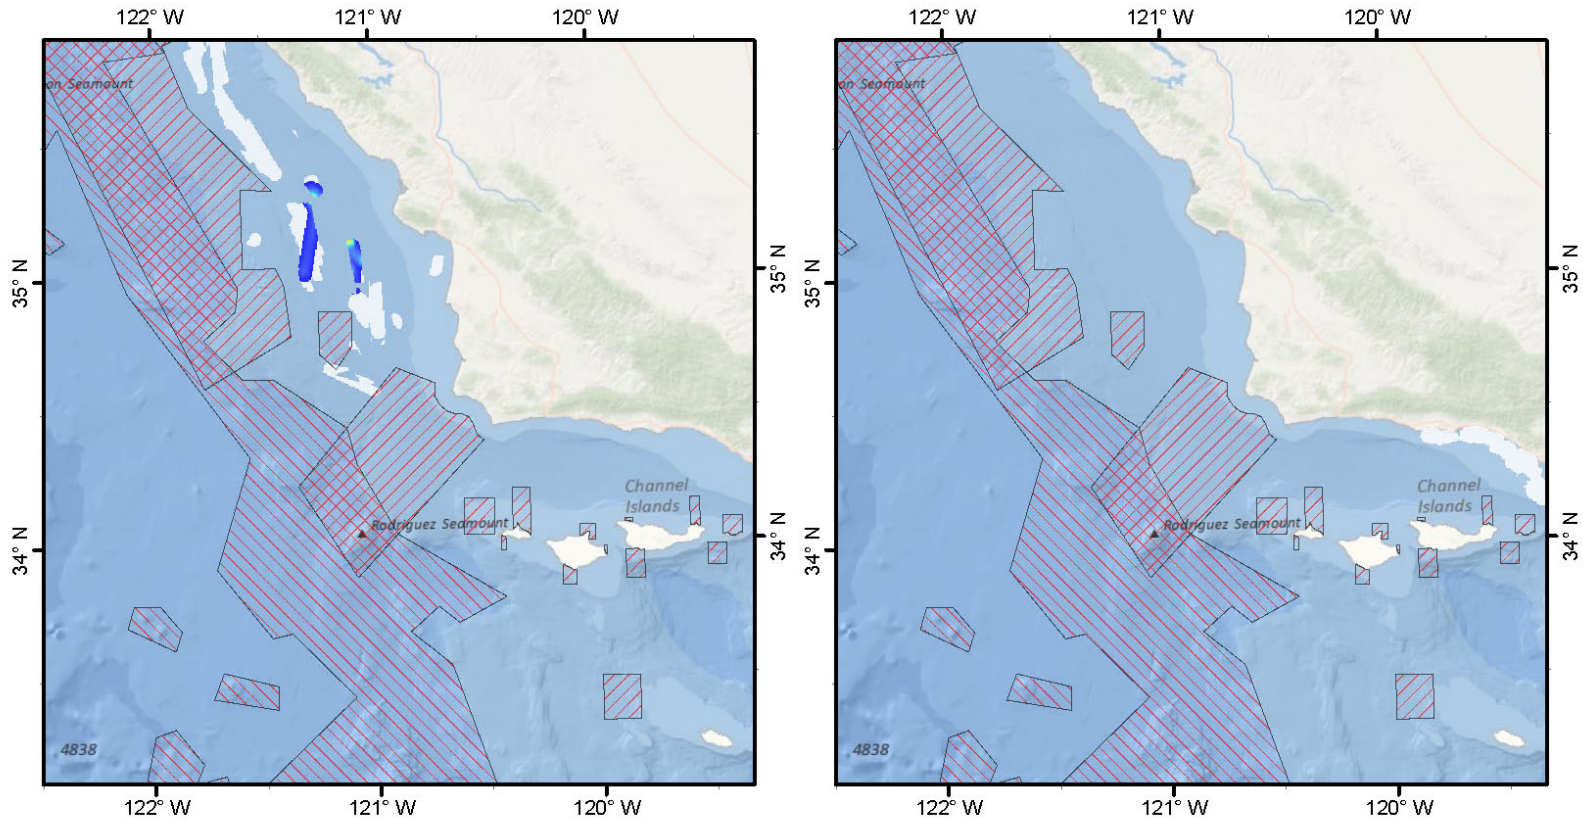 122° W 121° W 120° W 122° W 121° W 120° W
on Seamount on Seamount
35° N 35° N 35° N 35° N
Channel Channel
Islands Islands
Rodriguez Seamount Rodriguez Seamount
34° N 34° N 34° N 34° N
4838 4838
122° W 121° W 120° W 122° W 121° W 120° W